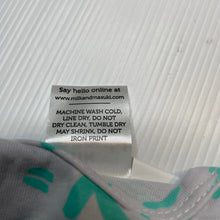 Say hello online at
www.milkandmasuki.com
MACHINE WASH COLD,
LINE DRY, DO NOT
DRY CLEAN, TUMBLE DRY
MAY SHRINK, DO NOT
IRON PRINT